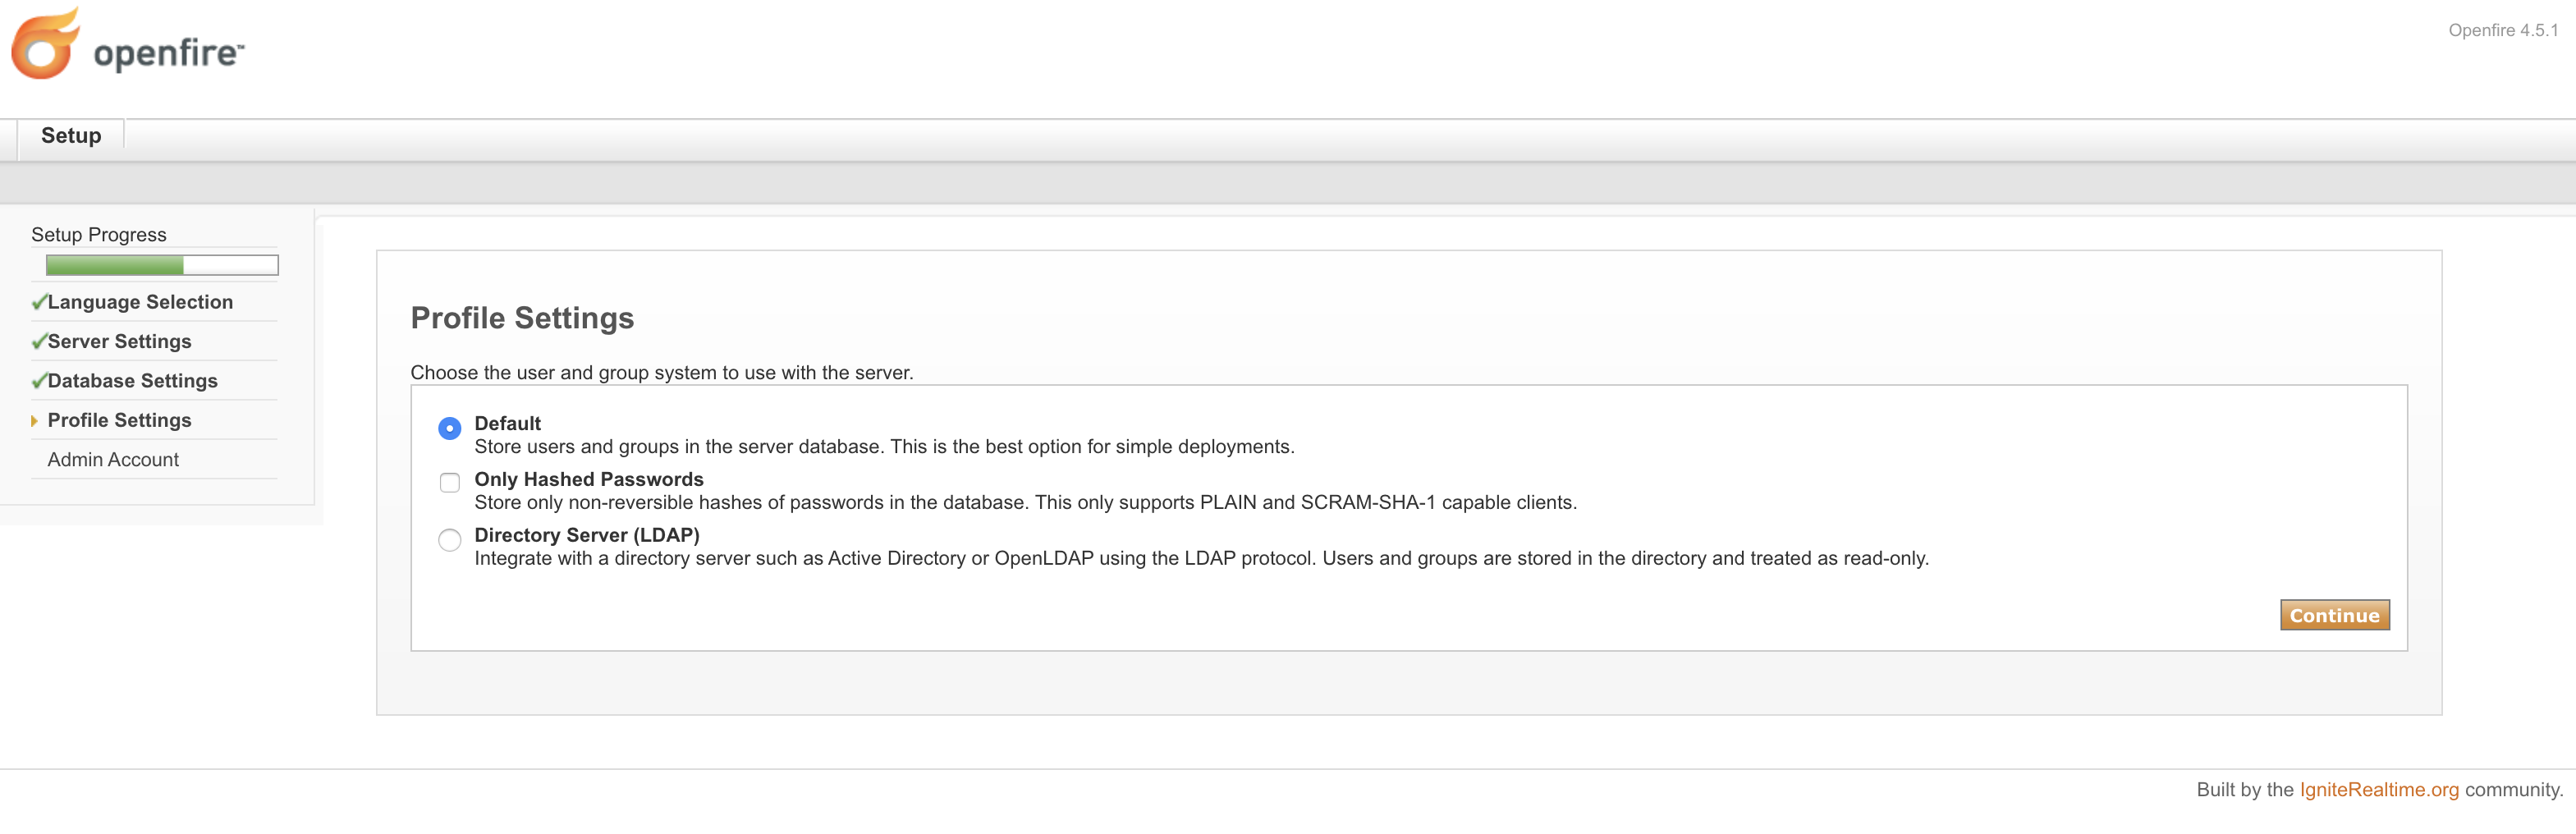 openfire™
Openfire 4.5.1
Setup
Setup Progress
Language Selection
Server Settings
Database Settings
Profile Settings
Admin Account
Profile Settings
Choose the user and group system to use with the server.
Default
Store users and groups in the server database. This is the best option for simple deployments.
Only Hashed Passwords
Store only non-reversible hashes of passwords in the database. This only supports PLAIN and SCRAM-SHA-1 capable clients.
Directory Server (LDAP)
Integrate with a directory server such as Active Directory or OpenLDAP using the LDAP protocol. Users and groups are stored in the directory and treated as read-only.
Continue
Built by the IgniteRealtime.org community.